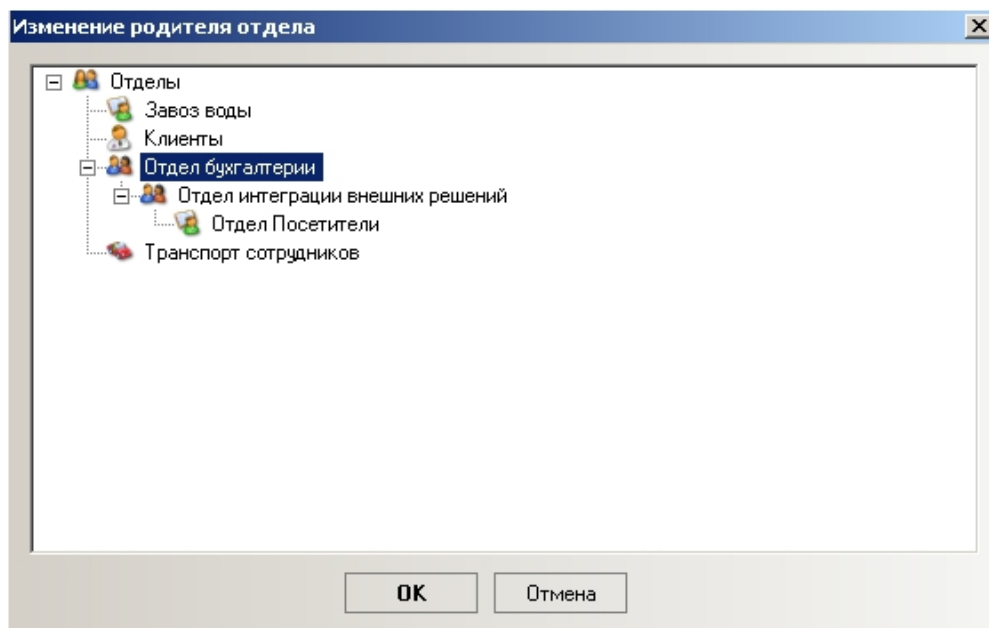 Изменение родителя отдела
Отделы
Завоз воды
Клиенты
Отдел бухгалтерии
Отдел интеграции внешних решений
Отдел Посетители
Транспорт сотрудников
OK
Отмена